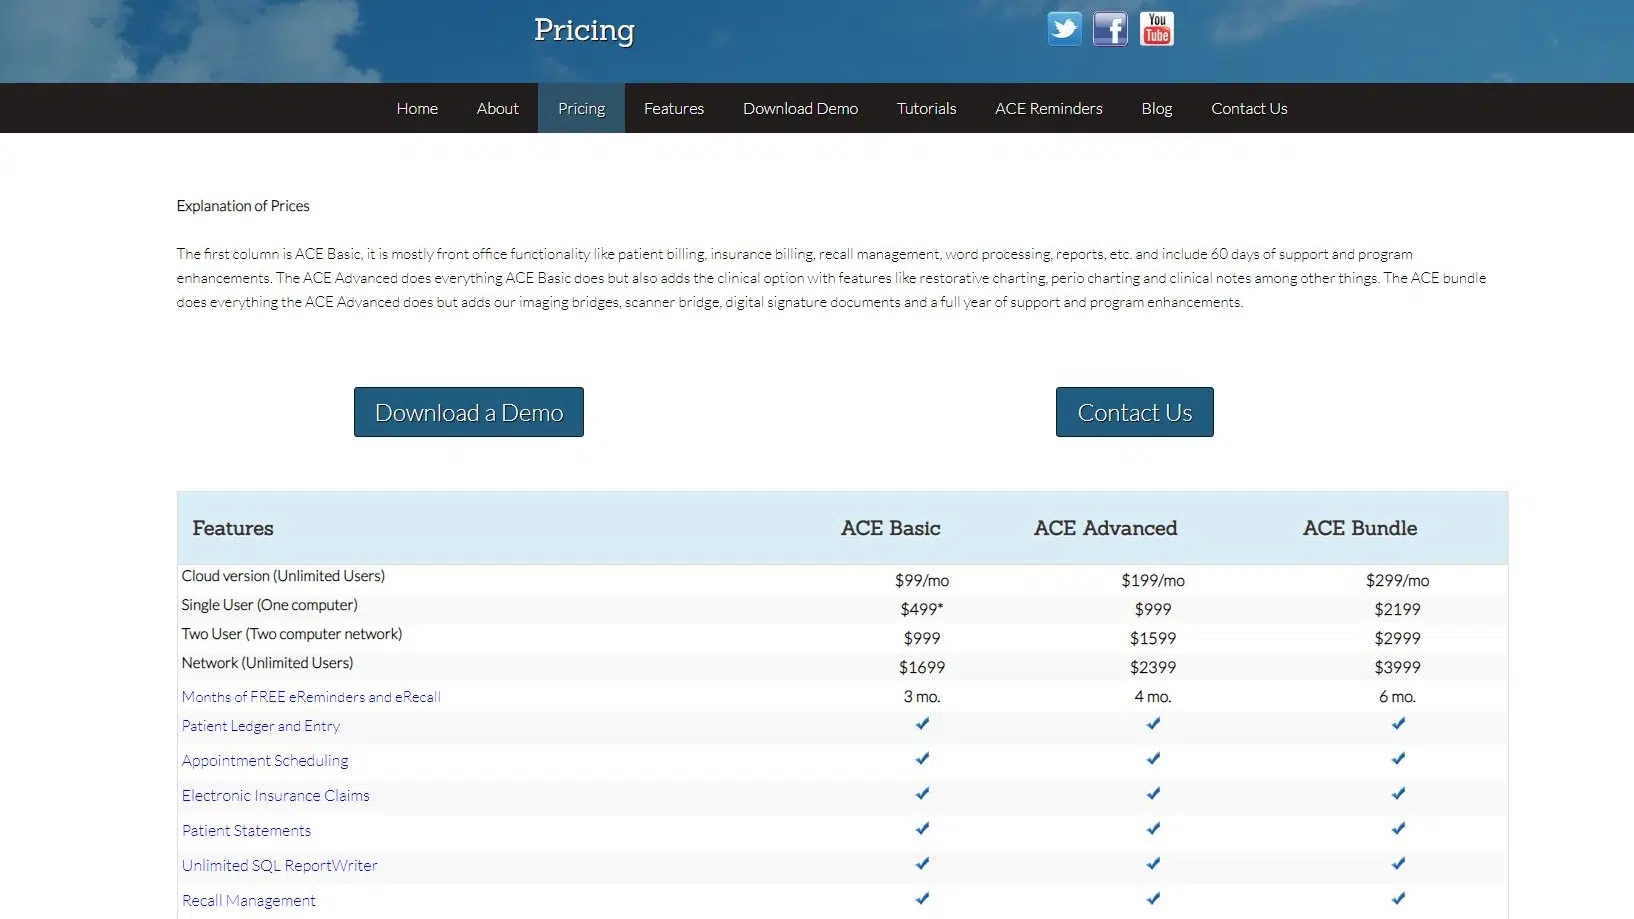 Pricing
You
Tube
Home About Pricing Features Download Demo Tutorials ACE Reminders Blog Contact Us
Explanation of Prices
The first column is ACE Basic, it is mostly front office functionality like patient billing, insurance billing, recall management, word processing, reports, etc. and include 60 days of support and program
enhancements. The ACE Advanced does everything ACE Basic does but also adds the clinical option with features like restorative charting, perio charting and clinical notes among other things. The ACE bundle
does everything the ACE Advanced does but adds our imaging bridges, scanner bridge, digital signature documents and a full year of support and program enhancements.
Download a Demo Contact Us
Features ACE Basic ACE Advanced ACE Bundle
Cloud version (Unlimited Users) $99/mo $199/mo $299/mo
Single User (One computer) $499* $999 $2199
Two User (Two computer network) $999 $1599 $2999
Network (Unlimited Users) $1699 $2399 $3999
Months of FREE eReminders and eRecall 3 mo. 4 mo. 6 mo.
Patient Ledger and Entry
Appointment Scheduling
Electronic Insurance Claims
Patient Statements
Unlimited SQL ReportWriter
Recall Management